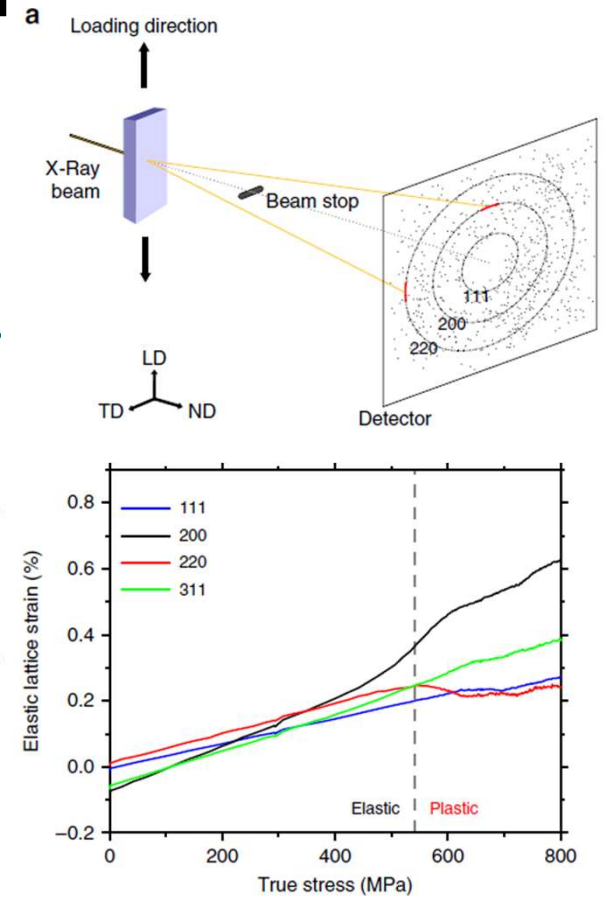 a
Loading direction
X-Ray
beam
Beam stop
111
200
220
LD
TD
ND
Detector
0.8
0.6
0.4
0.2
0.0
−0.2
Elastic lattice strain (%)
111
200
220
311
Elastic
Plastic
0
200
400
600
800
True stress (MPa)